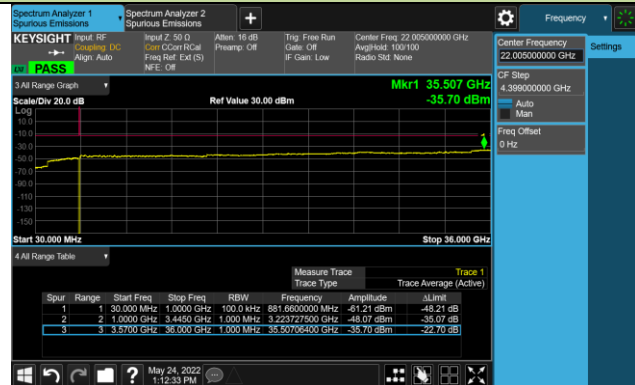 Spectrum Analyzer 1
Spurious Emissions
Spectrum Analyzer 2
Spurious Emissions
+
Frequency
KEYSIGHT
Input: RF
Coupling: DC
Align: Auto
Input Z: 50 Ω
Corr CCorr RCal
Freq Ref: Ext (S)
NFE: Off
Atten: 16 dB
Preamp: Off
Trig: Free Run
Gate: Off
IF Gain: Low
Center Freq: 22.005000000 GHz
Avg|Hold: 100/100
Radio Std: None
PASS
Center Frequency
22.005000000 GHz
Settings
CF Step
4.399000000 GHz
Auto
Man
Freq Offset
0 Hz
3 All Range Graph
Mkr1 35.507 GHz
Scale/Div 20.0 dB
Ref Value 30.00 dBm
-35.70 dBm
Log
10.0
-10.0
-30.0
-50.0
-70.0
-90.0
-110
-130
-150
Start 30.000 MHz
Stop 36.000 GHz
4 All Range Table
Measure Trace Trace 1
Trace Type Trace Average (Active)
Spur Range Start Freq Stop Freq RBW Frequency Amplitude ΔLimit
1 1 30.000 MHz 1.0000 GHz 100.0 kHz 881.6600000 MHz -61.21 dBm -48.21 dB
2 2 1.0000 GHz 3.4450 GHz 1.000 MHz 3.223727500 GHz -48.07 dBm -35.07 dB
3 3 3.5700 GHz 36.000 GHz 1.000 MHz 35.50706400 GHz -35.70 dBm -22.70 dB
?
May 24, 2022
1:12:33 PM